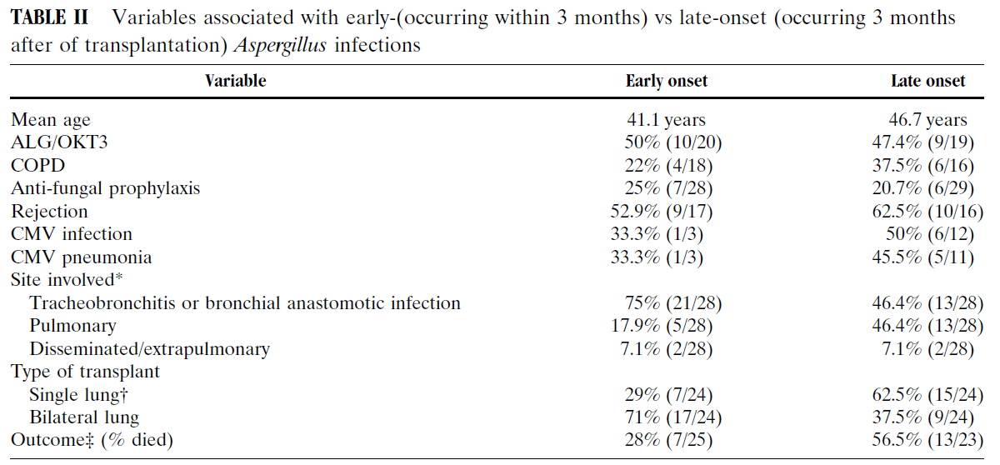 TABLE II Variables associated with early-(occurring within 3 months) vs late-onset (occurring 3 months
after of transplantation) Aspergillus infections
Variable Early onset Late onset
Mean age 41.1 years 46.7 years
ALG/OKT3 50% (10/20) 47.4% (9/19)
COPD 22% (4/18) 37.5% (6/16)
Anti-fungal prophylaxis 25% (7/28) 20.7% (6/29)
Rejection 52.9% (9/17) 62.5% (10/16)
CMV infection 33.3% (1/3) 50% (6/12)
CMV pneumonia 33.3% (1/3) 45.5% (5/11)
Site involved*
Tracheobronchitis or bronchial anastomotic infection 75% (21/28) 46.4% (13/28)
Pulmonary 17.9% (5/28) 46.4% (13/28)
Disseminated/extrapulmonary 7.1% (2/28) 7.1% (2/28)
Type of transplant
Single lung† 29% (7/24) 62.5% (15/24)
Bilateral lung 71% (17/24) 37.5% (9/24)
Outcome‡ (% died) 28% (7/25) 56.5% (13/23)